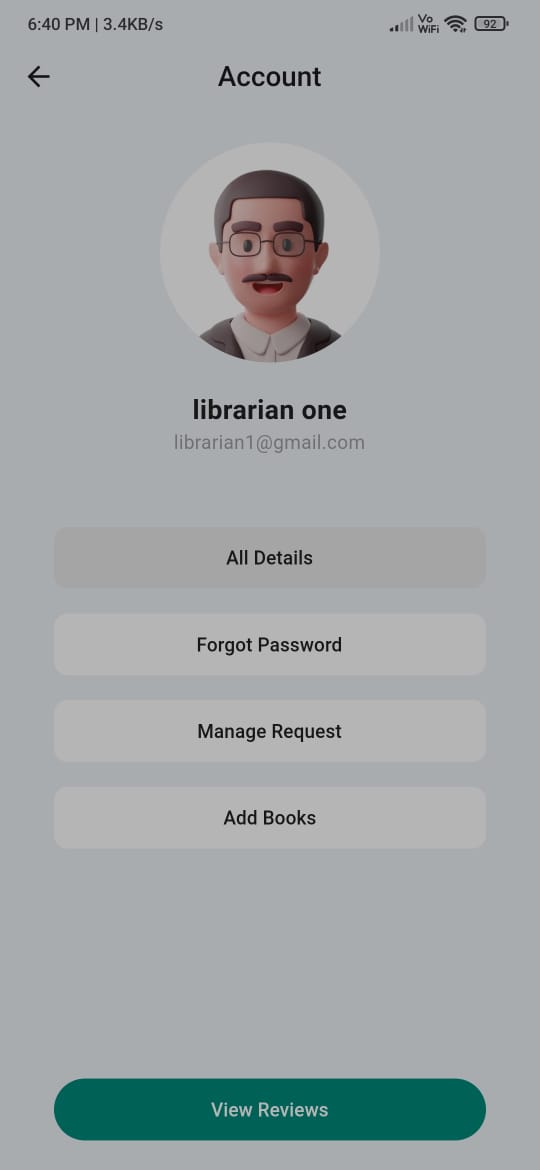 6:40 PM | 3.4KB/s Vo WiFi 92
Account
librarian one
librarian1@gmail.com
All Details
Forgot Password
Manage Request
Add Books
View Reviews